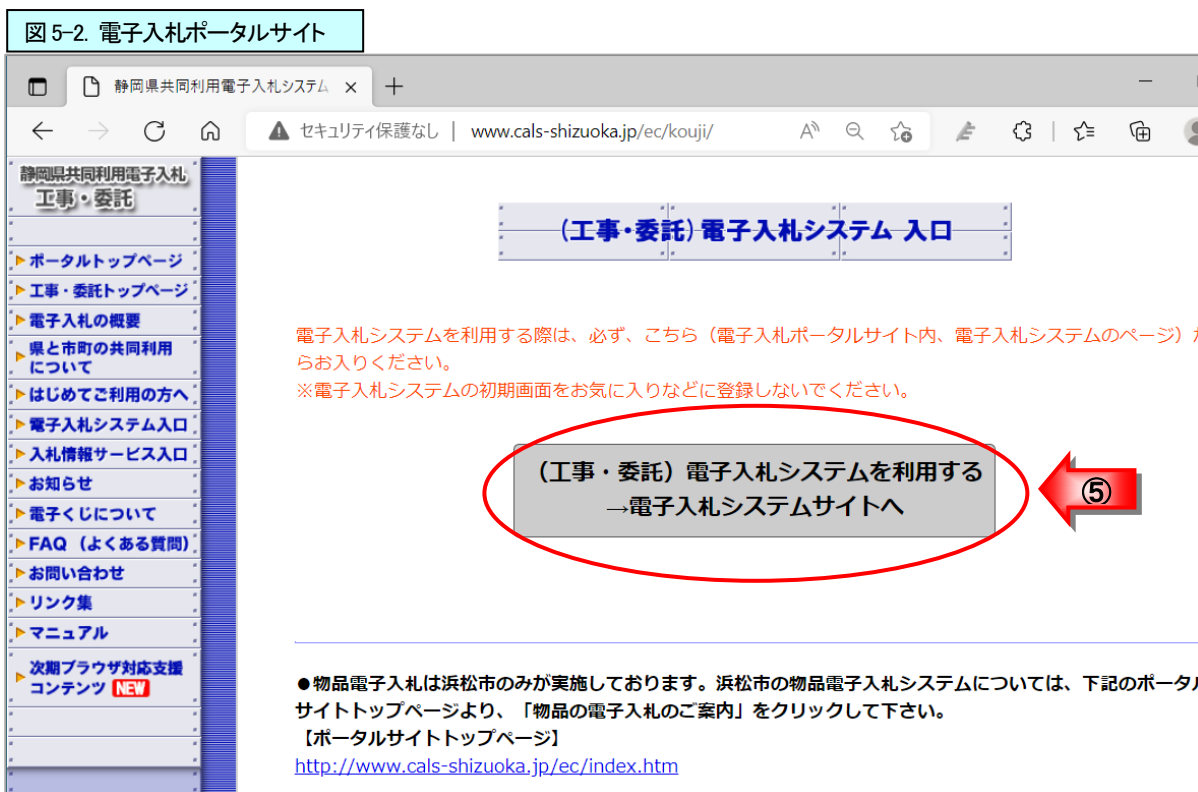 図 5-2. 電子入札ポータルサイト
静岡県共同利用電子入札システム
セキュリティ保護なし | www.cals-shizuoka.jp/ec/kouji/
静岡県共同利用電子入札
工事・委託
ポータルトップページ
工事・委託トップページ
電子入札の概要
県と市町の共同利用
について
はじめてご利用の方へ
電子入札システム入口
入札情報サービス入口
お知らせ
電子くじについて
FAQ（よくある質問）
お問い合わせ
リンク集
マニュアル
次期ブラウザ対応支援
コンテンツ NEW
(工事・委託)電子入札システム 入口
電子入札システムを利用する際は、必ず、こちら（電子入札ポータルサイト内、電子入札システムのページ）か
らお入りください。
※電子入札システムの初期画面をお気に入りなどに登録しないでください。
（工事・委託）電子入札システムを利用する
→電子入札システムサイトへ
⑤
●物品電子入札は浜松市のみが実施しております。浜松市の物品電子入札システムについては、下記のポータル
サイトトップページより、「物品の電子入札のご案内」をクリックして下さい。
【ポータルサイトトップページ】
http://www.cals-shizuoka.jp/ec/index.htm